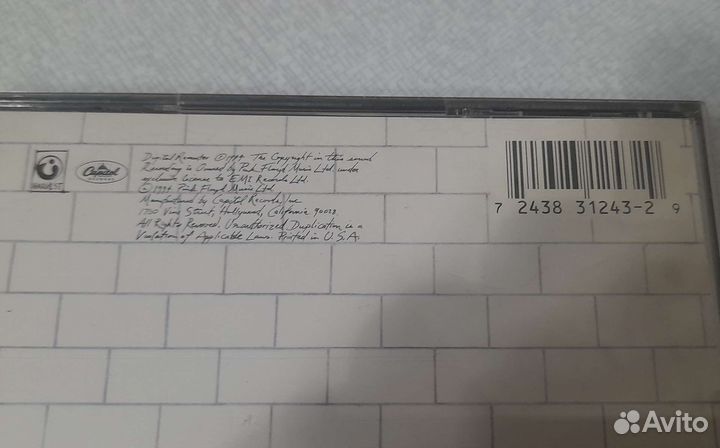 HARVEST
Capitol
RECORDS
Digital Remaster ℗ 1994 The Copyright in this sound
Recording is Owned by Pink Floyd Music Ltd. under
exclusive license to EMI Records Ltd.
© 1994 Pink Floyd Music Ltd.
Manufactured by Capitol Records, Inc
1750 Vine Street, Hollywood, California 90028.
All Rights Reserved. Unauthorized Duplication is a
Violation of Applicable Laws. Printed in U.S.A.
7 24383 31243-2 9
Avito